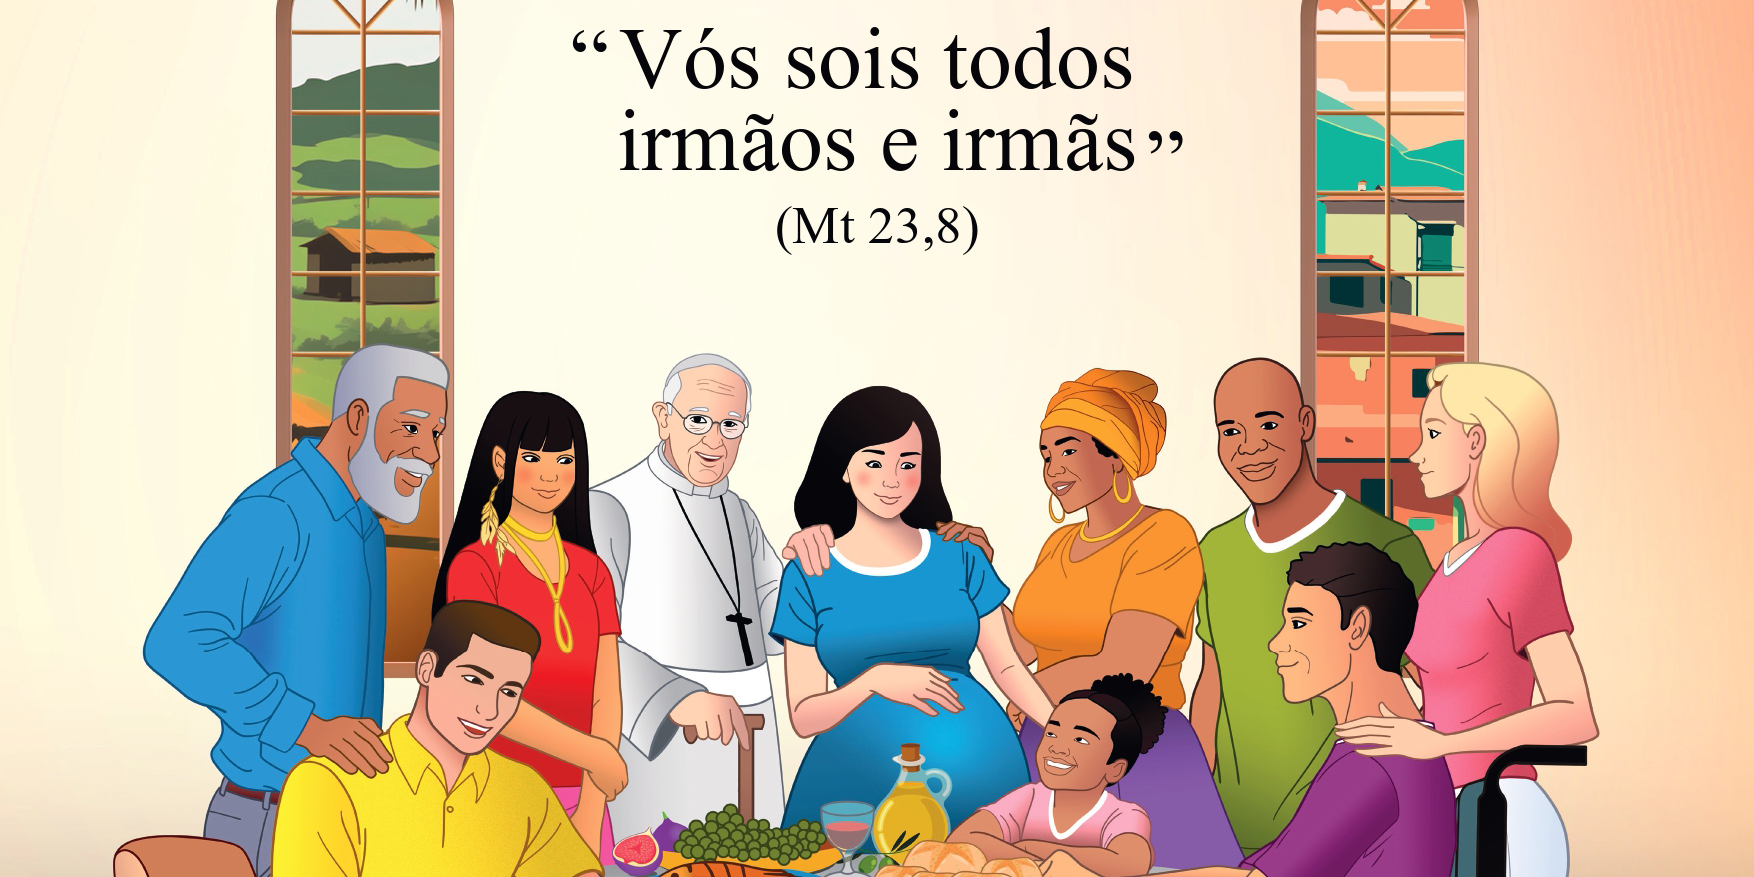 “Vós sois todos
irmãos e irmãs”
(Mt 23,8)